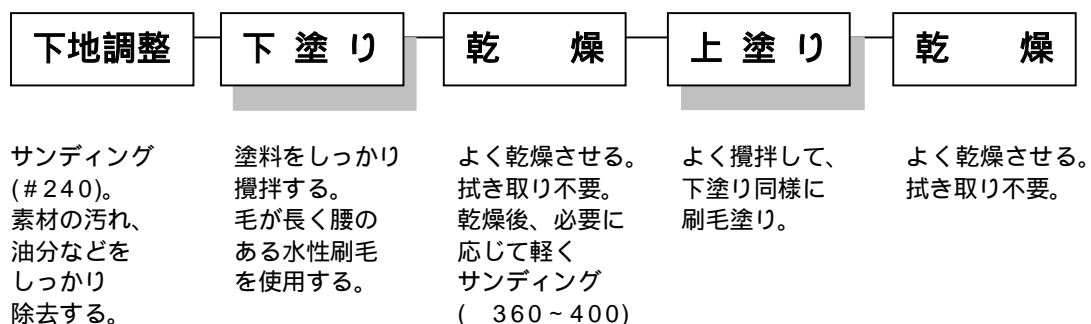 下地調整
下 塗 り
乾 燥
上 塗 り
乾 燥
サンディング
(#240)。
素材の汚れ、
油分などを
しっかり
除去する。
塗料をしっかり
攪拌する。
毛が長く腰の
ある水性刷毛
を使用する。
よく乾燥させる。
拭き取り不要。
乾燥後、必要に
応じて軽く
サンディング
( 360~400)
よく攪拌して、
下塗り同様に
刷毛塗り。
よく乾燥させる。
拭き取り不要。